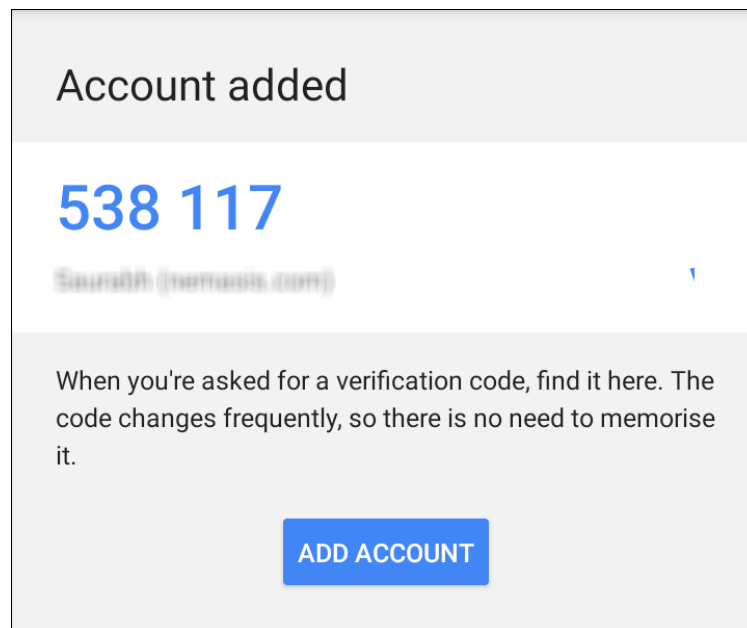 Account added
538 117
When you're asked for a verification code, find it here. The
code changes frequently, so there is no need to memorise
it.
ADD ACCOUNT